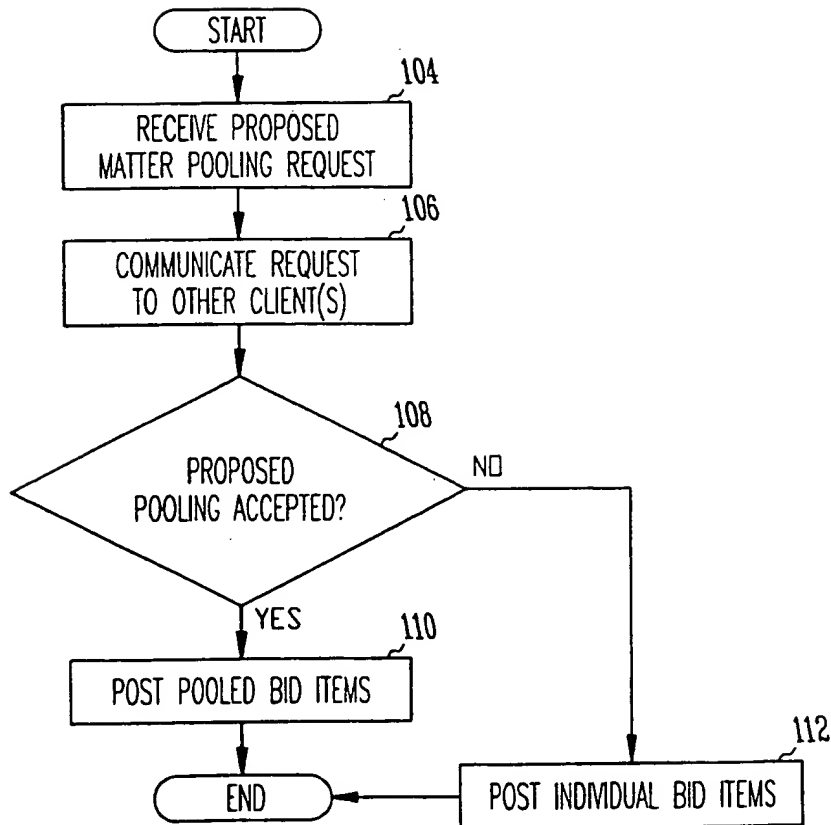 START
104
RECEIVE PROPOSED
MATTER POOLING REQUEST
106
COMMUNICATE REQUEST
TO OTHER CLIENT(S)
108
PROPOSED
POOLING ACCEPTED?
NO
YES
110
POST POOLED BID ITEMS
112
POST INDIVIDUAL BID ITEMS
END